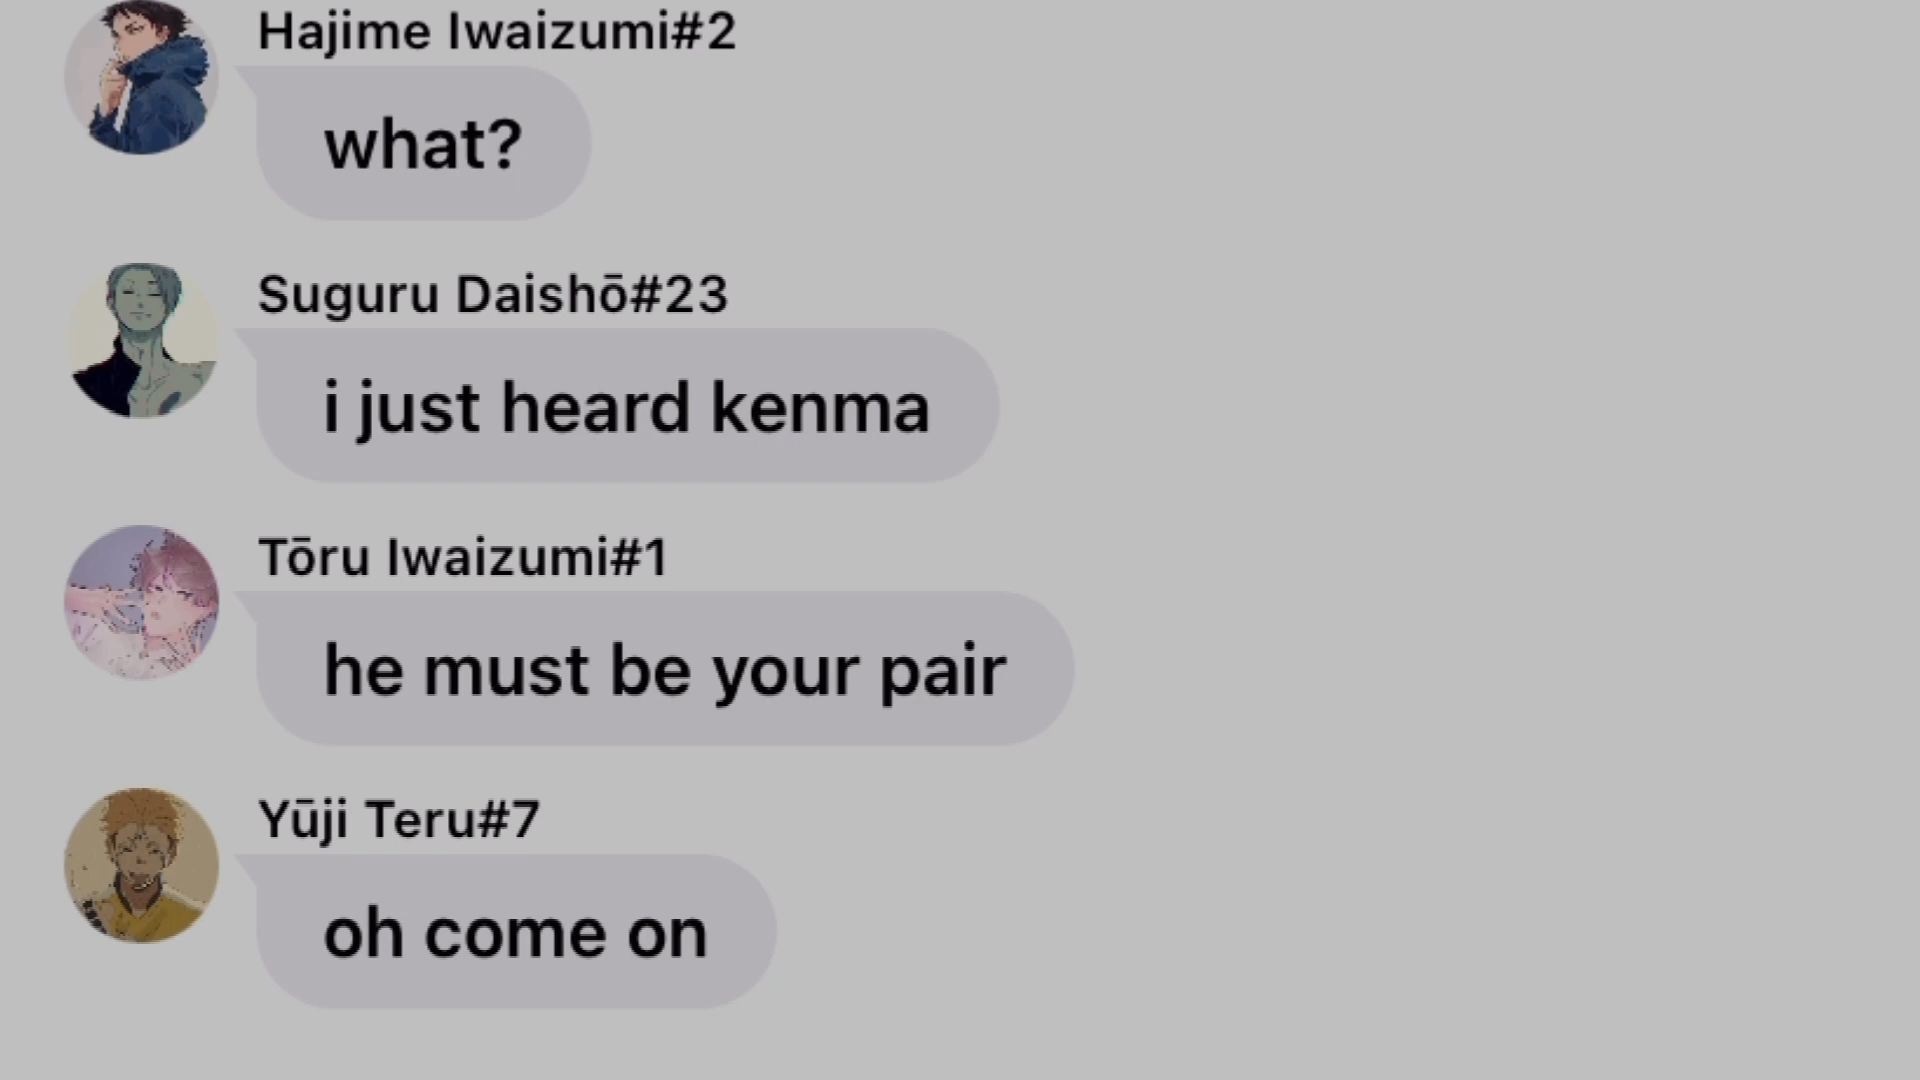 Hajime Iwaizumi#2
what?
Suguru Daishō#23
i just heard kenma
Tōru Iwaizumi#1
he must be your pair
Yūji Teru#7
oh come on